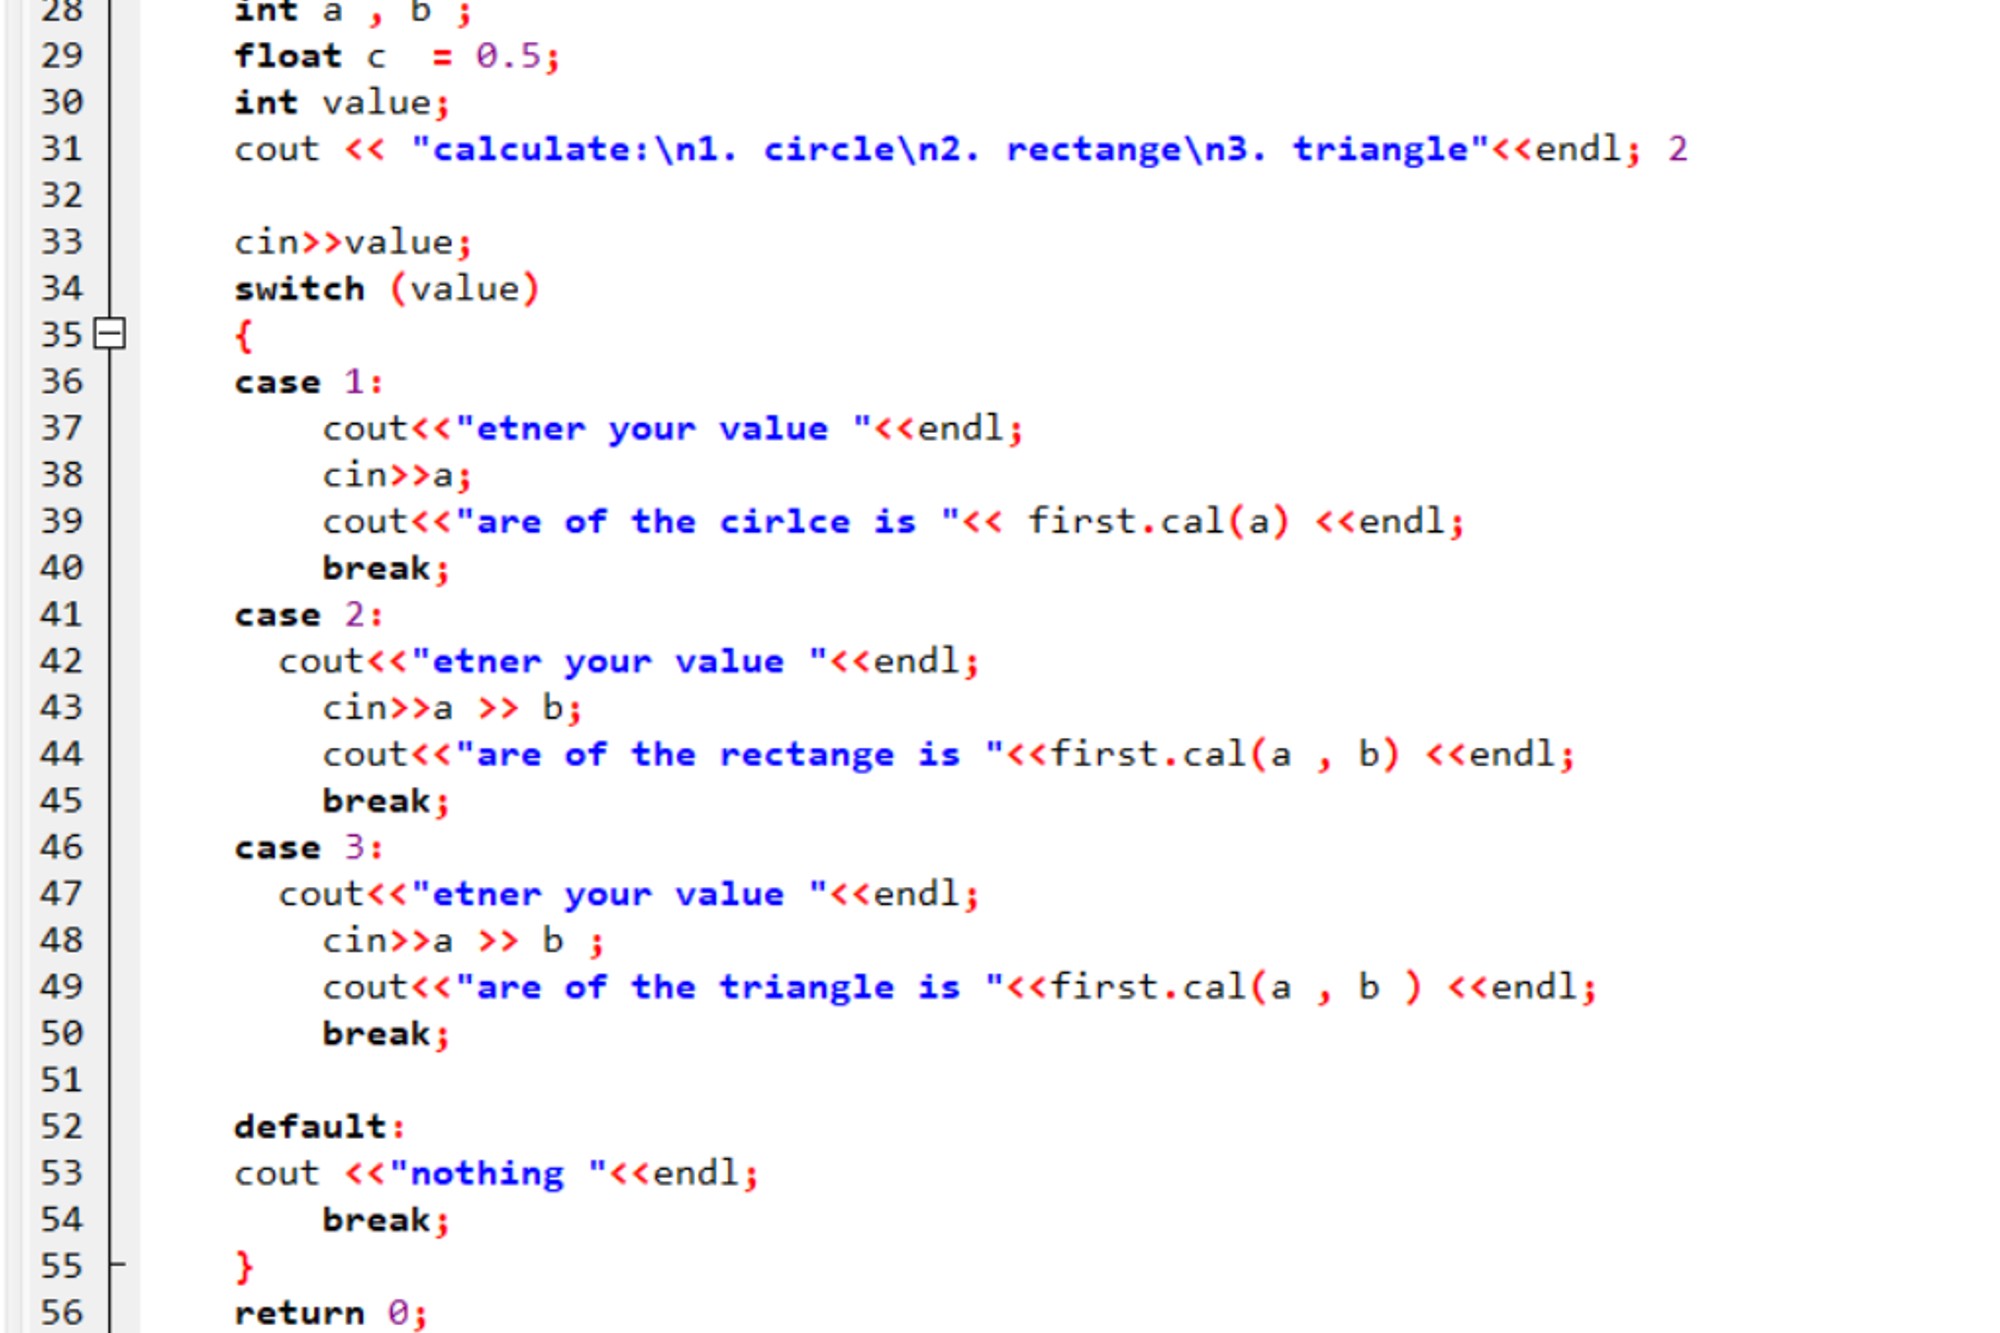 28 int a , b ;
29 float c  = 0.5;
30 int value;
31 cout << "calculate:\n1. circle\n2. rectange\n3. triangle"<<endl; 2
32
33 cin>>value;
34 switch (value)
35 {
36 case 1:
37     cout<<"etner your value "<<endl;
38     cin>>a;
39     cout<<"are of the cirlce is "<< first.cal(a) <<endl;
40     break;
41 case 2:
42   cout<<"etner your value "<<endl;
43     cin>>a >> b;
44     cout<<"are of the rectange is "<<first.cal(a , b) <<endl;
45     break;
46 case 3:
47   cout<<"etner your value "<<endl;
48     cin>>a >> b ;
49     cout<<"are of the triangle is "<<first.cal(a , b ) <<endl;
50     break;
51
52 default:
53 cout <<"nothing "<<endl;
54     break;
55 }
56 return 0;